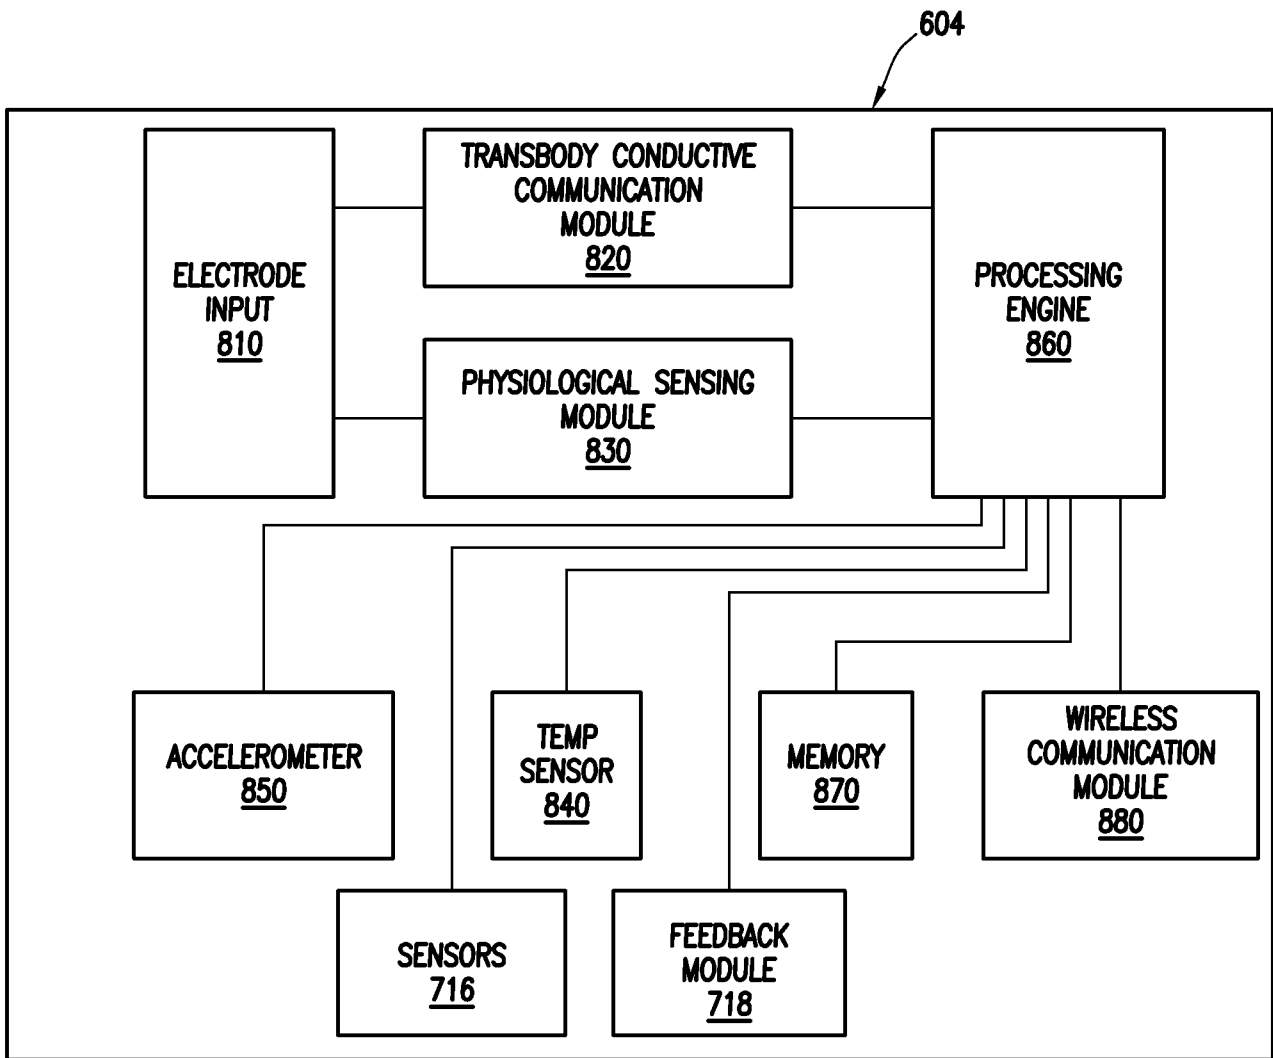 604
TRANSBODY CONDUCTIVE
COMMUNICATION
MODULE
820
ELECTRODE
INPUT
810
PROCESSING
ENGINE
860
PHYSIOLOGICAL SENSING
MODULE
830
ACCELEROMETER
850
TEMP
SENSOR
840
MEMORY
870
WIRELESS
COMMUNICATION
MODULE
880
SENSORS
716
FEEDBACK
MODULE
718